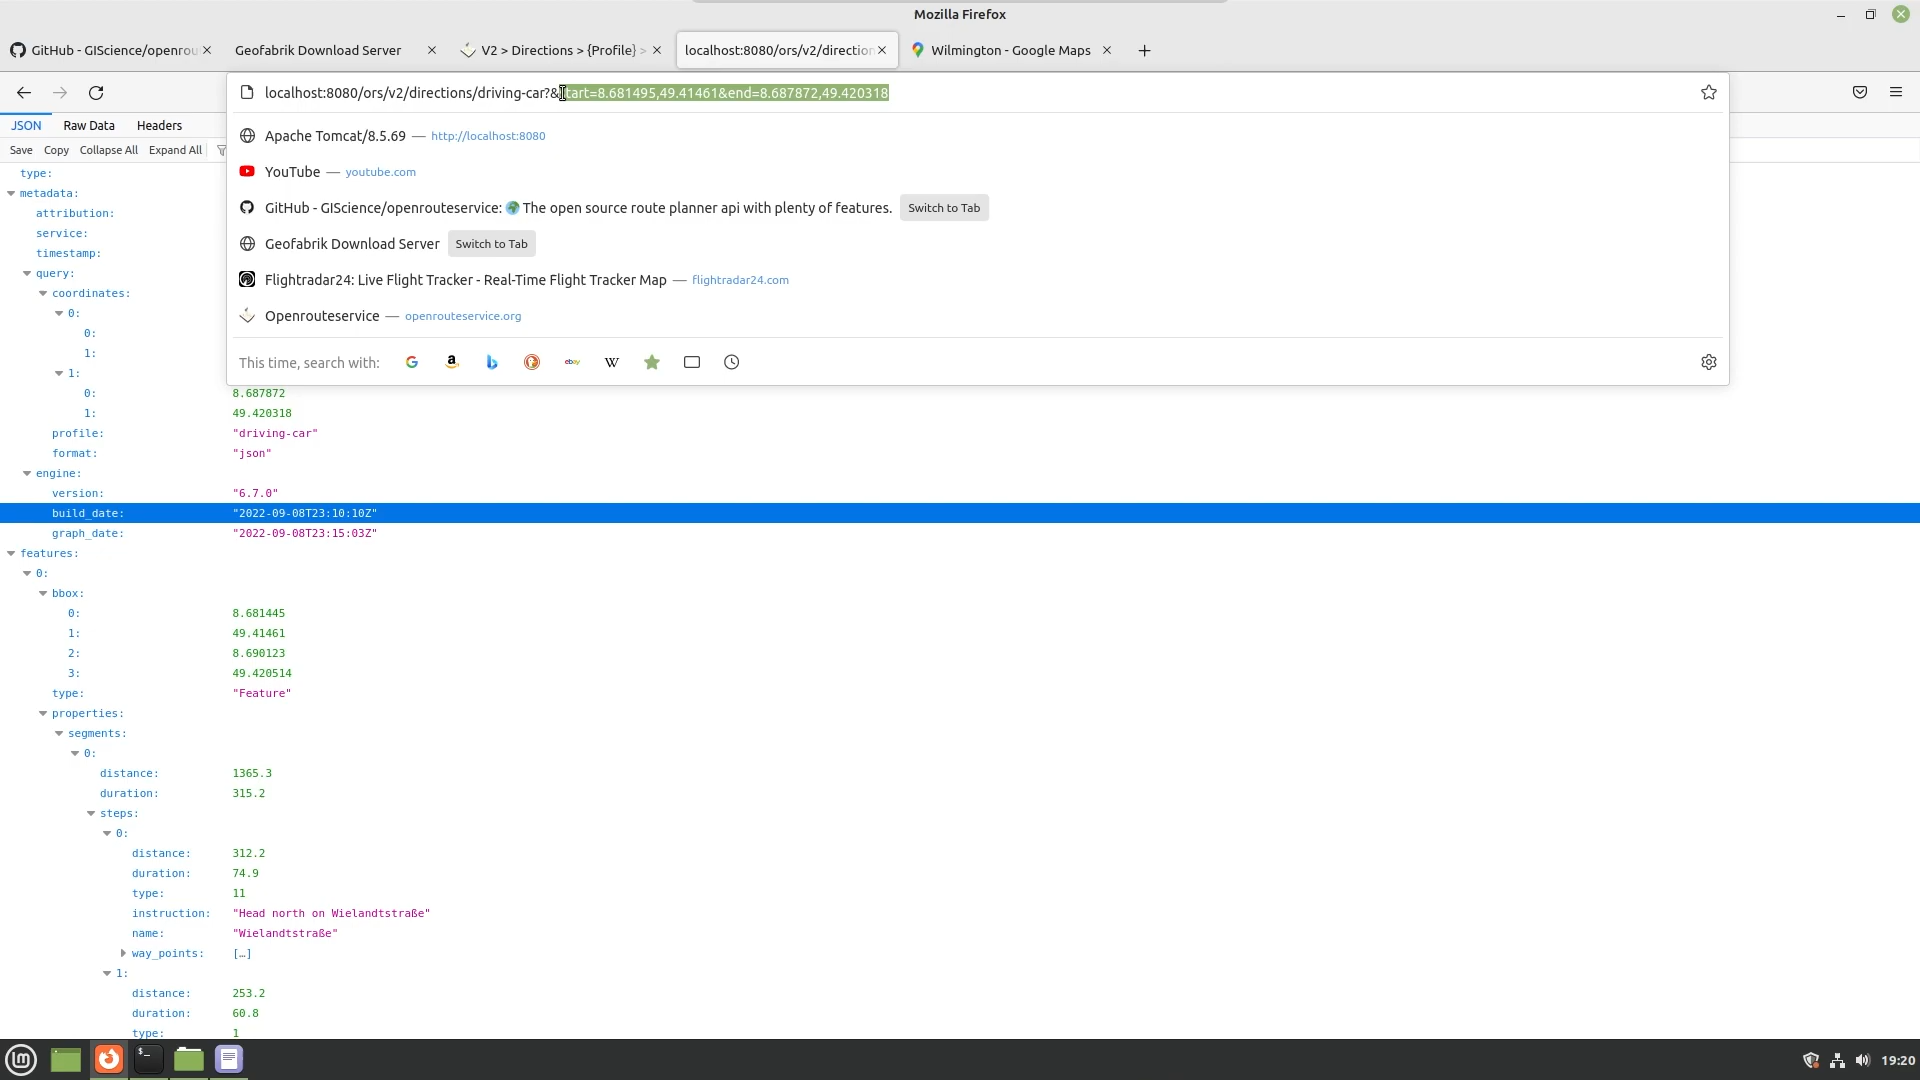 Mozilla Firefox
GitHub - GIScience/openrou
Geofabrik Download Server
V2 > Directions > {Profile} >
localhost:8080/ors/v2/direction
Wilmington - Google Maps
localhost:8080/ors/v2/directions/driving-car?&start=8.681495,49.41461&end=8.687872,49.420318
JSON Raw Data Headers
Save Copy Collapse All Expand All
Apache Tomcat/8.5.69 — http://localhost:8080
YouTube — youtube.com
GitHub - GIScience/openrouteservice: 🌍 The open source route planner api with plenty of features. Switch to Tab
Geofabrik Download Server Switch to Tab
Flightradar24: Live Flight Tracker - Real-Time Flight Tracker Map — flightradar24.com
Openrouteservice — openrouteservice.org
This time, search with: G a b ebay W
type:
metadata:
attribution:
service:
timestamp:
query:
coordinates:
0:
0:
1:
1:
0: 8.687872
1: 49.420318
profile: "driving-car"
format: "json"
engine:
version: "6.7.0"
build_date: "2022-09-08T23:10:10Z"
graph_date: "2022-09-08T23:15:03Z"
features:
0:
bbox:
0: 8.681445
1: 49.41461
2: 8.690123
3: 49.420514
type: "Feature"
properties:
segments:
0:
distance: 1365.3
duration: 315.2
steps:
0:
distance: 312.2
duration: 74.9
type: 11
instruction: "Head north on Wielandtstraße"
name: "Wielandtstraße"
way_points: […]
1:
distance: 253.2
duration: 60.8
type: 1
lm
$_
19:20